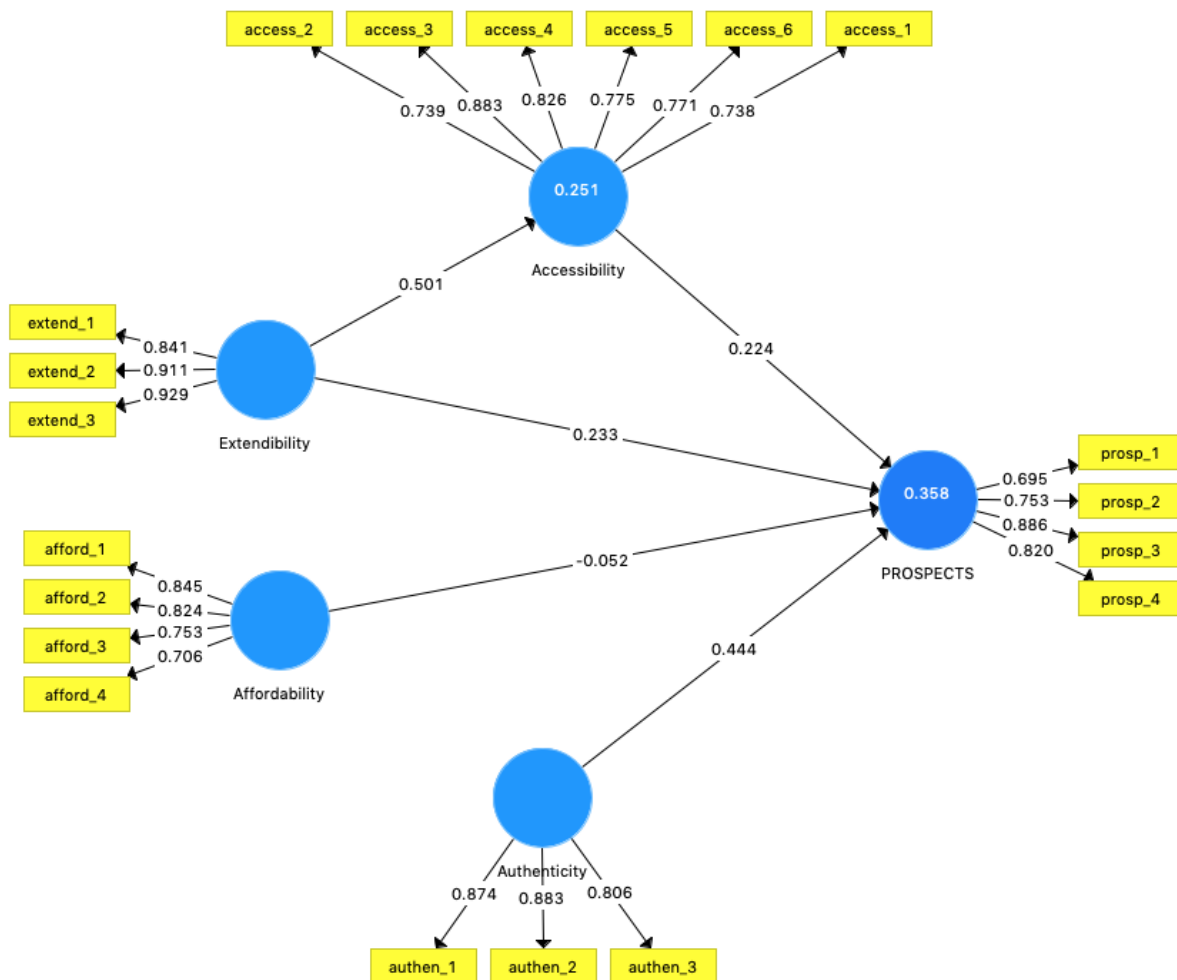 access_2 access_3 access_4 access_5 access_6 access_1
0.739 0.883 0.826 0.775 0.771 0.738
0.251
Accessibility
0.501
0.224
extend_1
0.841
extend_2
0.911
extend_3
0.929
Extendibility
0.233
0.358
PROSPECTS
prosp_1
0.695
prosp_2
0.753
prosp_3
0.886
prosp_4
0.820
afford_1
0.845
afford_2
0.824
afford_3
0.753
afford_4
0.706
Affordability
-0.052
0.444
Authenticity
0.874 0.883 0.806
authen_1 authen_2 authen_3